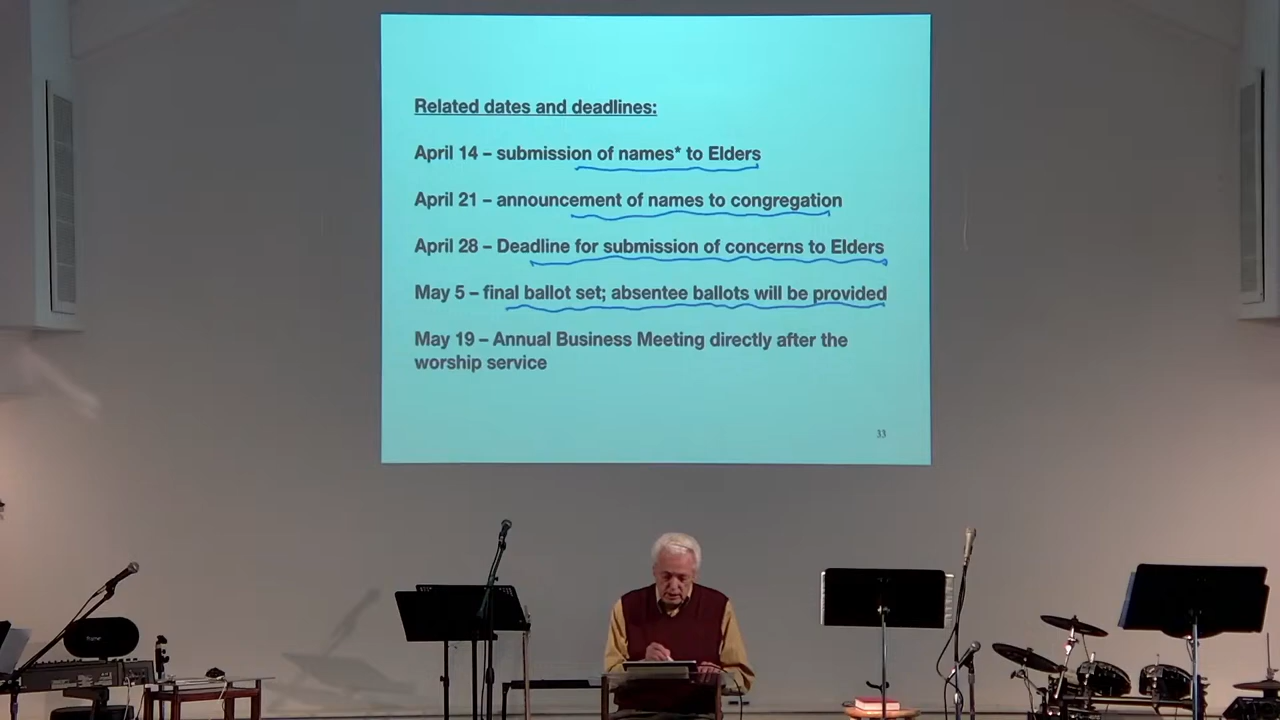 Related dates and deadlines:
April 14 – submission of names* to Elders
April 21 – announcement of names to congregation
April 28 – Deadline for submission of concerns to Elders
May 5 – final ballot set; absentee ballots will be provided
May 19 – Annual Business Meeting directly after the
worship service
33